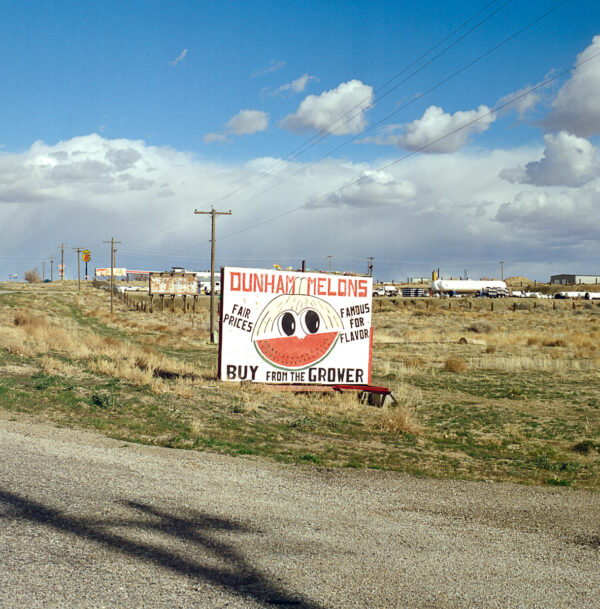 DUNHAM MELONS
FAIR
PRICES
FAMOUS
FOR
FLAVOR
BUY FROM THE GROWER